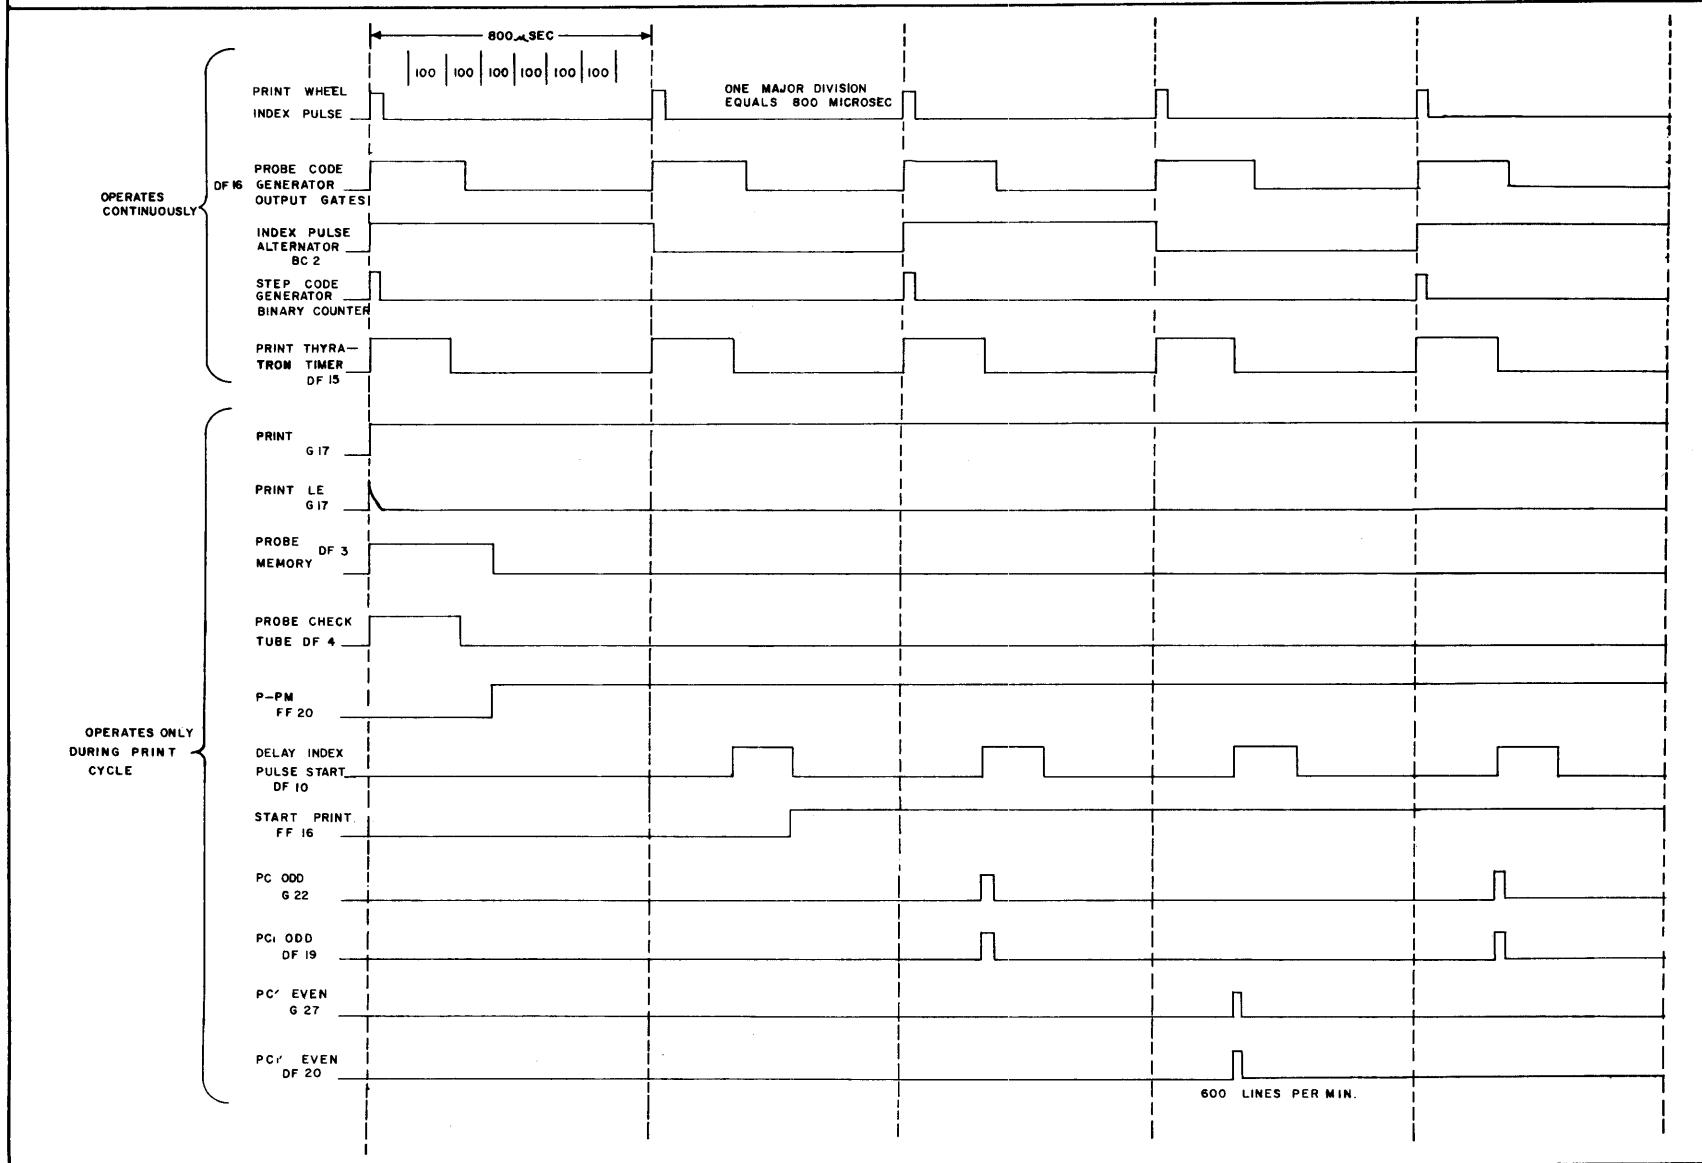 800 µSEC
100 100 100 100 100 100
PRINT WHEEL
INDEX PULSE
ONE MAJOR DIVISION
EQUALS 800 MICROSEC
OPERATES
CONTINUOUSLY
PROBE CODE
DF 16 GENERATOR
OUTPUT GATES
INDEX PULSE
ALTERNATOR
BC 2
STEP CODE
GENERATOR
BINARY COUNTER
PRINT THYRA—
TRON TIMER
DF 15
PRINT
G 17
PRINT LE
G 17
PROBE DF 3
MEMORY
PROBE CHECK
TUBE DF 4
P-PM
FF 20
OPERATES ONLY
DURING PRINT
CYCLE
DELAY INDEX
PULSE START
DF 10
START PRINT
FF 16
PC ODD
G 22
PC₁ ODD
DF 19
PC′ EVEN
G 27
PC₁′ EVEN
DF 20
600 LINES PER MIN.